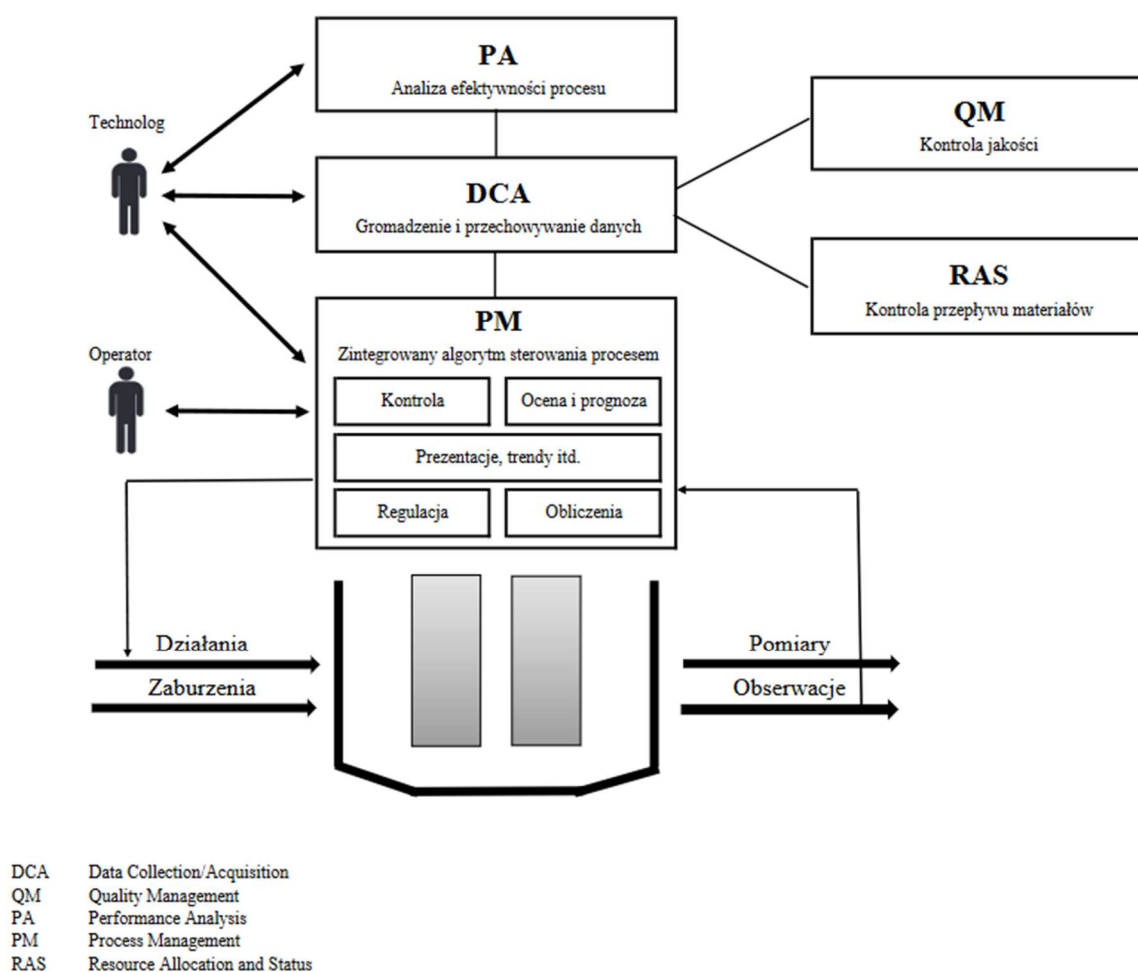 PA
Analiza efektywności procesu
Technolog
QM
Kontrola jakości
DCA
Gromadzenie i przechowywanie danych
RAS
Kontrola przepływu materiałów
PM
Zintegrowany algorytm sterowania procesem
Operator
Kontrola
Ocena i prognoza
Prezentacje, trendy itd.
Regulacja
Obliczenia
Działania
Zaburzenia
Pomiary
Obserwacje
DCA Data Collection/Acquisition
QM Quality Management
PA Performance Analysis
PM Process Management
RAS Resource Allocation and Status